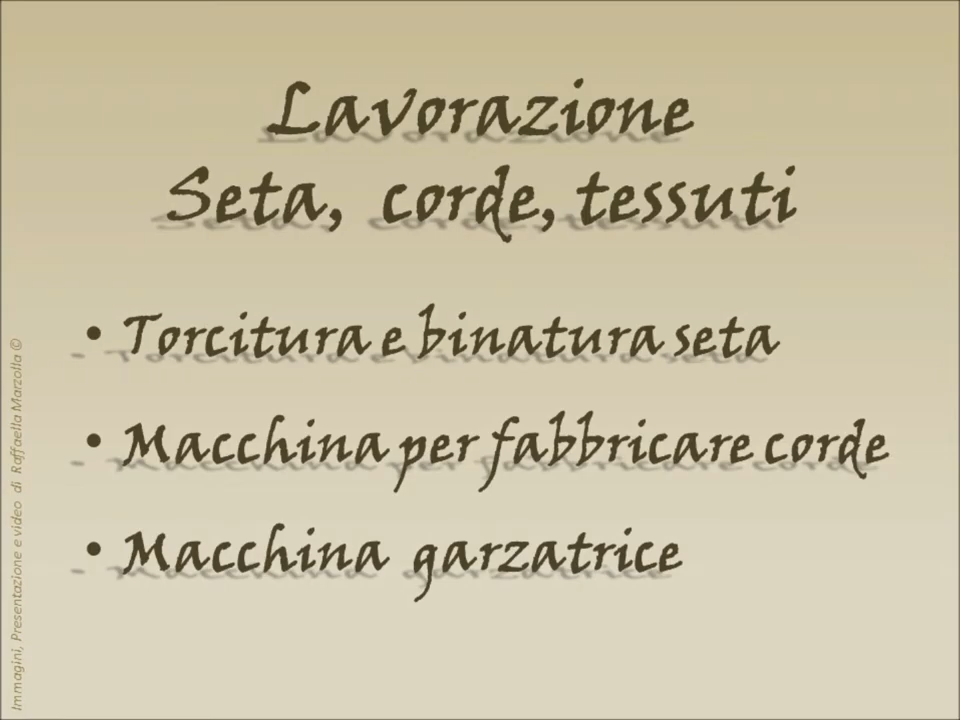 Lavorazione
Seta, corde, tessuti
• Torcitura e binatura seta
• Macchina per fabbricare corde
• Macchina garzatrice
Immagini, Presentazione e video di Raffaella Marzolla ©